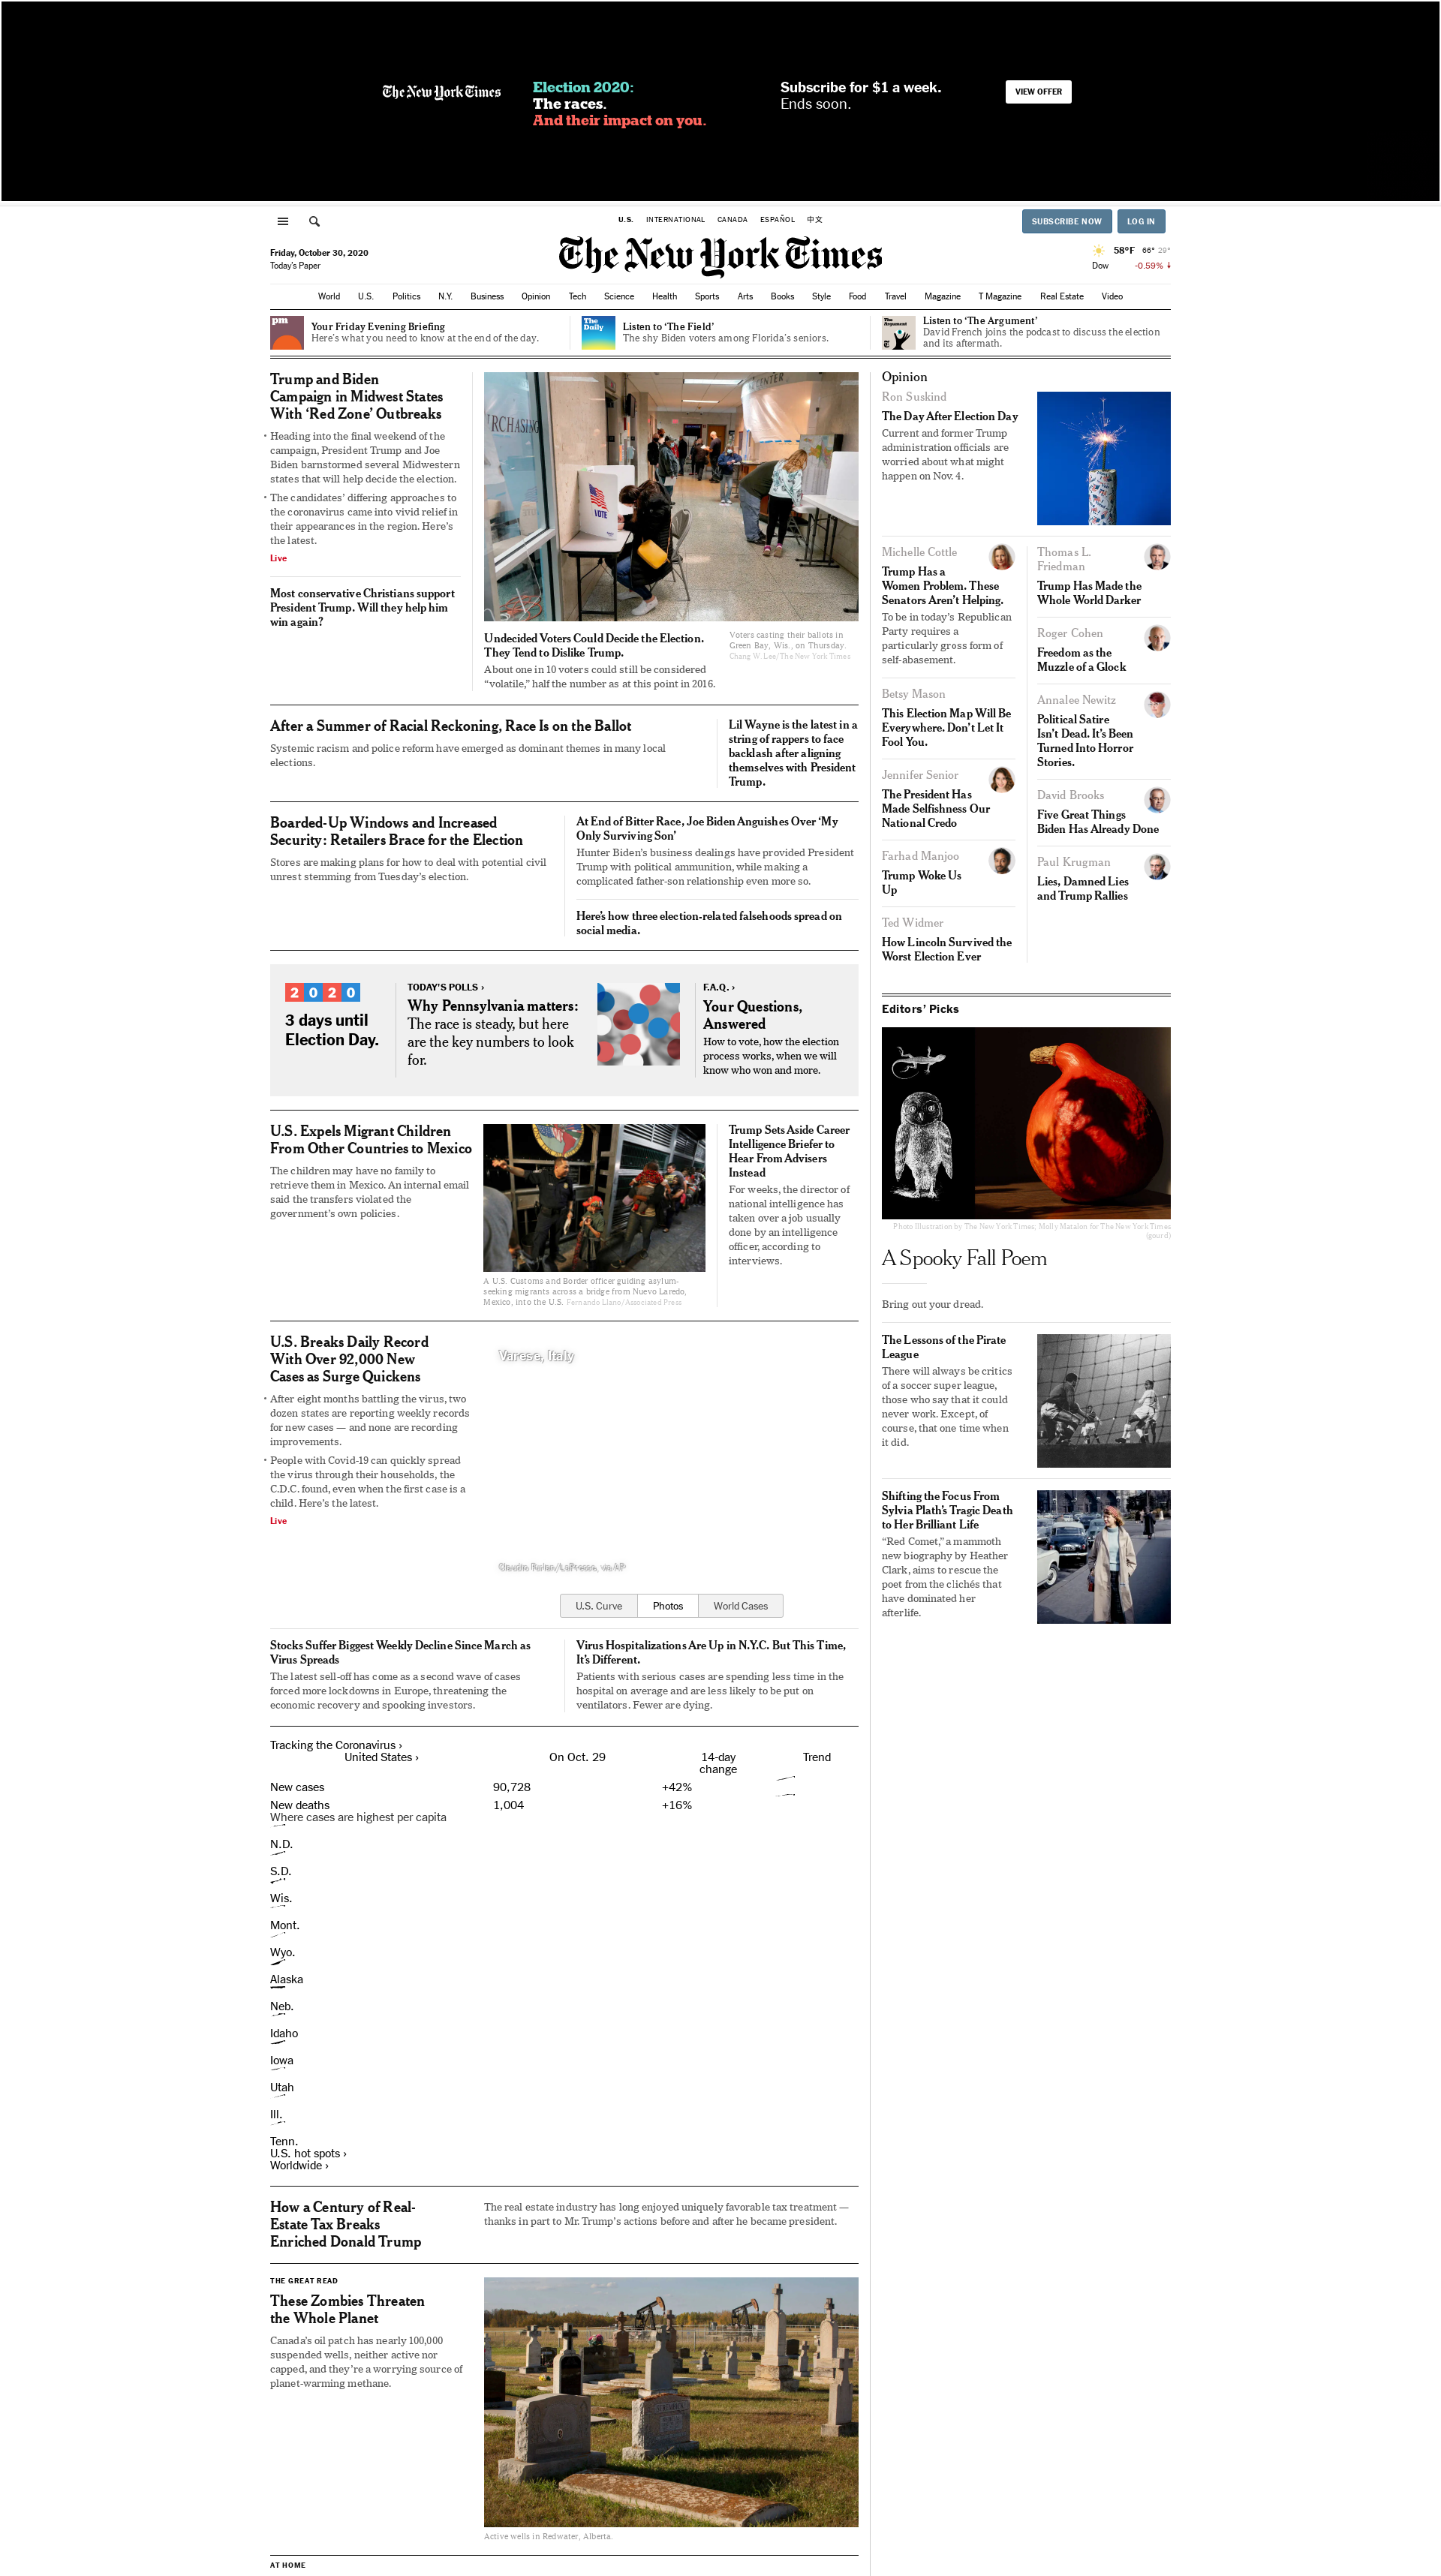 The New York Times
Election 2020:
The races.
And their impact on you.
Subscribe for $1 a week.
Ends soon.
VIEW OFFER
U.S. INTERNATIONAL CANADA ESPAÑOL 中文
SUBSCRIBE NOW LOG IN
Friday, October 30, 2020
Today's Paper
The New York Times
58°F 66° 29°
Dow -0.59%
World U.S. Politics N.Y. Business Opinion Tech Science Health Sports Arts Books Style Food Travel Magazine T Magazine Real Estate Video
pm
Your Friday Evening Briefing
Here's what you need to know at the end of the day.
The
Daily
Listen to ‘The Field’
The shy Biden voters among Florida's seniors.
The
Argument
Listen to ‘The Argument’
David French joins the podcast to discuss the election
and its aftermath.
Trump and Biden
Campaign in Midwest States
With ‘Red Zone’ Outbreaks
• Heading into the final weekend of the
campaign, President Trump and Joe
Biden barnstormed several Midwestern
states that will help decide the election.
• The candidates’ differing approaches to
the coronavirus came into vivid relief in
their appearances in the region. Here's
the latest.
Live
Most conservative Christians support
President Trump. Will they help him
win again?
RCHASING
CENTER
VOTE
Undecided Voters Could Decide the Election.
They Tend to Dislike Trump.
About one in 10 voters could still be considered
“volatile,” half the number as at this point in 2016.
Voters casting their ballots in
Green Bay, Wis., on Thursday.
Chang W. Lee/The New York Times
After a Summer of Racial Reckoning, Race Is on the Ballot
Systemic racism and police reform have emerged as dominant themes in many local
elections.
Lil Wayne is the latest in a
string of rappers to face
backlash after aligning
themselves with President
Trump.
Boarded-Up Windows and Increased
Security: Retailers Brace for the Election
Stores are making plans for how to deal with potential civil
unrest stemming from Tuesday's election.
At End of Bitter Race, Joe Biden Anguishes Over ‘My
Only Surviving Son’
Hunter Biden's business dealings have provided President
Trump with political ammunition, while making a
complicated father-son relationship even more so.
Here's how three election-related falsehoods spread on
social media.
2020
3 days until
Election Day.
TODAY'S POLLS ›
Why Pennsylvania matters:
The race is steady, but here
are the key numbers to look
for.
F.A.Q. ›
Your Questions,
Answered
How to vote, how the election
process works, when we will
know who won and more.
U.S. Expels Migrant Children
From Other Countries to Mexico
The children may have no family to
retrieve them in Mexico. An internal email
said the transfers violated the
government's own policies.
A U.S. Customs and Border officer guiding asylum-
seeking migrants across a bridge from Nuevo Laredo,
Mexico, into the U.S. Fernando Llano/Associated Press
Trump Sets Aside Career
Intelligence Briefer to
Hear From Advisers
Instead
For weeks, the director of
national intelligence has
taken over a job usually
done by an intelligence
officer, according to
interviews.
U.S. Breaks Daily Record
With Over 92,000 New
Cases as Surge Quickens
• After eight months battling the virus, two
dozen states are reporting weekly records
for new cases — and none are recording
improvements.
• People with Covid-19 can quickly spread
the virus through their households, the
C.D.C. found, even when the first case is a
child. Here's the latest.
Live
Varese, Italy
Claudio Furlan/LaPresse, via AP
U.S. Curve Photos World Cases
Stocks Suffer Biggest Weekly Decline Since March as
Virus Spreads
The latest sell-off has come as a second wave of cases
forced more lockdowns in Europe, threatening the
economic recovery and spooking investors.
Virus Hospitalizations Are Up in N.Y.C. But This Time,
It's Different.
Patients with serious cases are spending less time in the
hospital on average and are less likely to be put on
ventilators. Fewer are dying.
Tracking the Coronavirus ›
United States › On Oct. 29 14-day
change Trend
New cases 90,728 +42%
New deaths 1,004 +16%
Where cases are highest per capita
N.D.
S.D.
Wis.
Mont.
Wyo.
Alaska
Neb.
Idaho
Iowa
Utah
Ill.
Tenn.
U.S. hot spots ›
Worldwide ›
How a Century of Real-
Estate Tax Breaks
Enriched Donald Trump
The real estate industry has long enjoyed uniquely favorable tax treatment —
thanks in part to Mr. Trump's actions before and after he became president.
THE GREAT READ
These Zombies Threaten
the Whole Planet
Canada's oil patch has nearly 100,000
suspended wells, neither active nor
capped, and they're a worrying source of
planet-warming methane.
Active wells in Redwater, Alberta.
AT HOME
Opinion
Ron Suskind
The Day After Election Day
Current and former Trump
administration officials are
worried about what might
happen on Nov. 4.
Michelle Cottle
Trump Has a
Women Problem. These
Senators Aren't Helping.
To be in today's Republican
Party requires a
particularly gross form of
self-abasement.
Betsy Mason
This Election Map Will Be
Everywhere. Don't Let It
Fool You.
Jennifer Senior
The President Has
Made Selfishness Our
National Credo
Farhad Manjoo
Trump Woke Us
Up
Ted Widmer
How Lincoln Survived the
Worst Election Ever
Thomas L.
Friedman
Trump Has Made the
Whole World Darker
Roger Cohen
Freedom as the
Muzzle of a Glock
Annalee Newitz
Political Satire
Isn't Dead. It's Been
Turned Into Horror
Stories.
David Brooks
Five Great Things
Biden Has Already Done
Paul Krugman
Lies, Damned Lies
and Trump Rallies
Editors’ Picks
Photo Illustration by The New York Times; Molly Matalon for The New York Times
(gourd)
A Spooky Fall Poem
Bring out your dread.
The Lessons of the Pirate
League
There will always be critics
of a soccer super league,
those who say that it could
never work. Except, of
course, that one time when
it did.
Shifting the Focus From
Sylvia Plath's Tragic Death
to Her Brilliant Life
“Red Comet,” a mammoth
new biography by Heather
Clark, aims to rescue the
poet from the clichés that
have dominated her
afterlife.